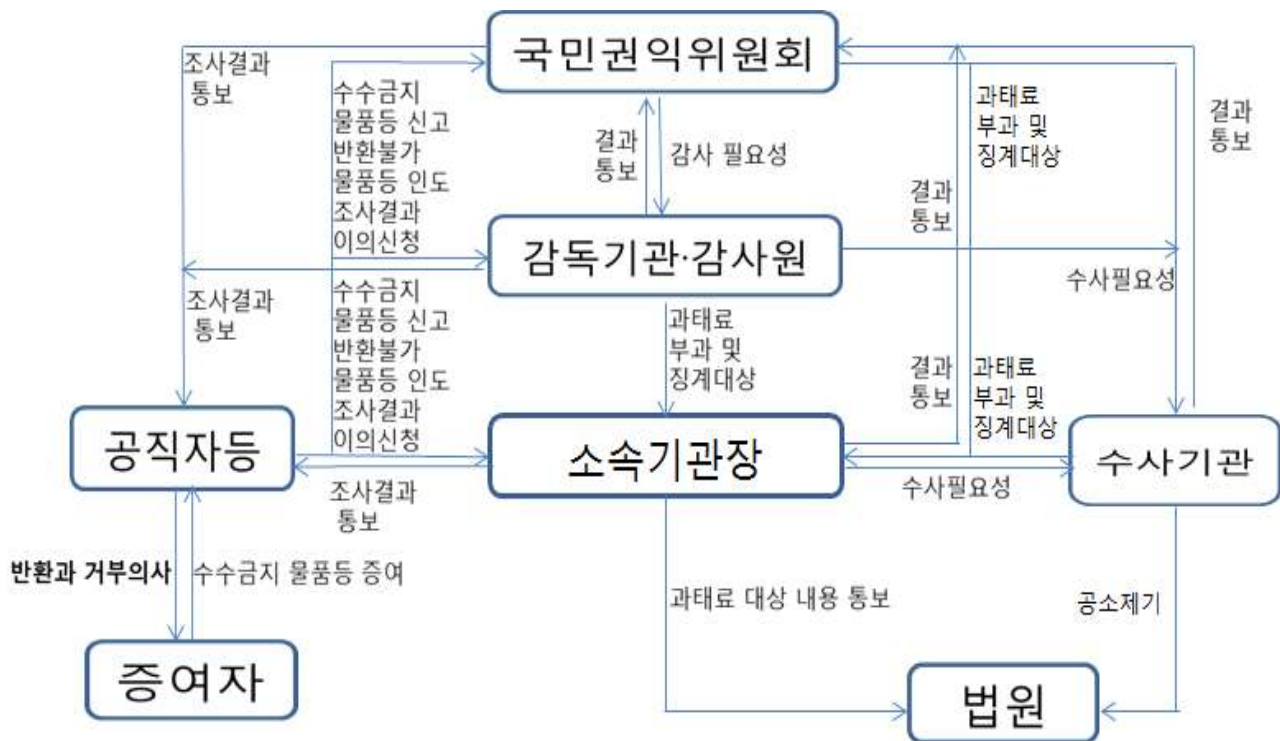 국민권익위원회
조사결과
통보
수수금지
물품등 신고
반환불가
물품등 인도
조사결과
이의신청
결과
통보
감사 필요성
과태료
부과 및
징계대상
결과
통보
결과
통보
감독기관·감사원
수사필요성
조사결과
통보
수수금지
물품등 신고
반환불가
물품등 인도
조사결과
이의신청
과태료
부과 및
징계대상
결과
통보
과태료
부과 및
징계대상
공직자등
소속기관장
수사기관
조사결과
통보
수사필요성
반환과 거부의사
수수금지 물품등 증여
과태료 대상 내용 통보
공소제기
증여자
법원